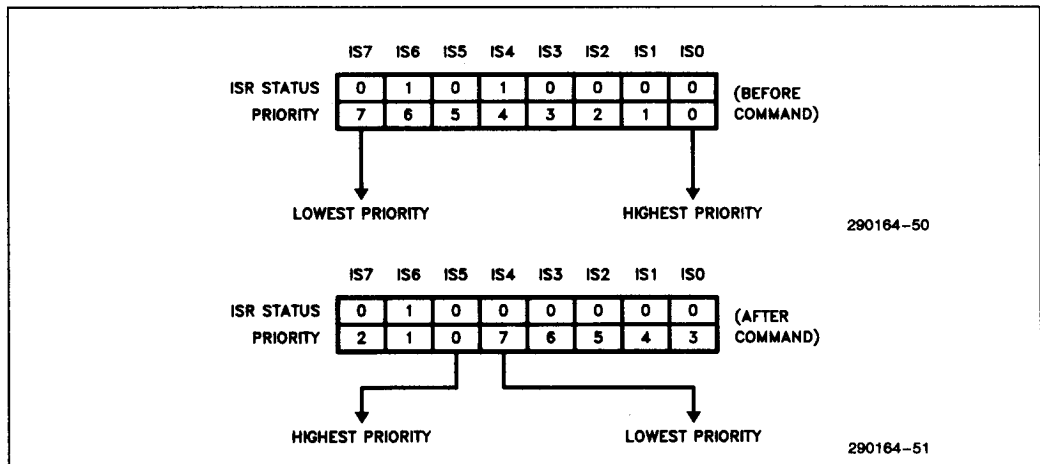 IS7 IS6 IS5 IS4 IS3 IS2 IS1 IS0
ISR STATUS 0 1 0 1 0 0 0 0 (BEFORE
PRIORITY 7 6 5 4 3 2 1 0 COMMAND)
LOWEST PRIORITY HIGHEST PRIORITY
290164-50
IS7 IS6 IS5 IS4 IS3 IS2 IS1 IS0
ISR STATUS 0 1 0 0 0 0 0 0 (AFTER
PRIORITY 2 1 0 7 6 5 4 3 COMMAND)
HIGHEST PRIORITY LOWEST PRIORITY
290164-51